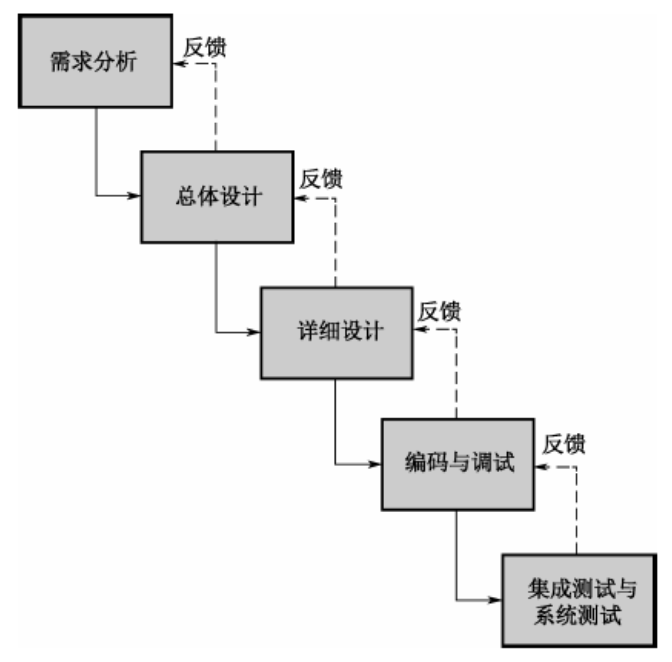 需求分析
反馈
总体设计
反馈
详细设计
反馈
编码与调试
反馈
集成测试与
系统测试